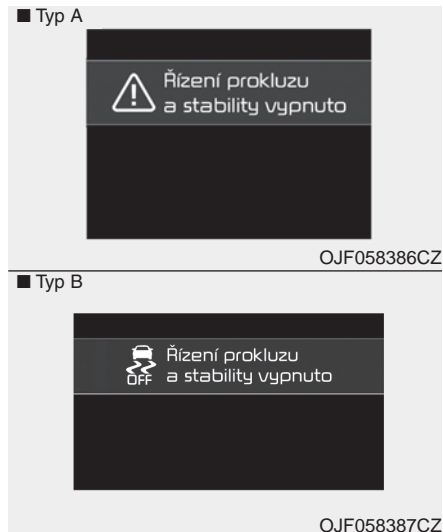 ■ Typ A
Řízení prokluzu
a stability vypnuto
OJF058386CZ
■ Typ B
OFF
Řízení prokluzu
a stability vypnuto
OJF058387CZ